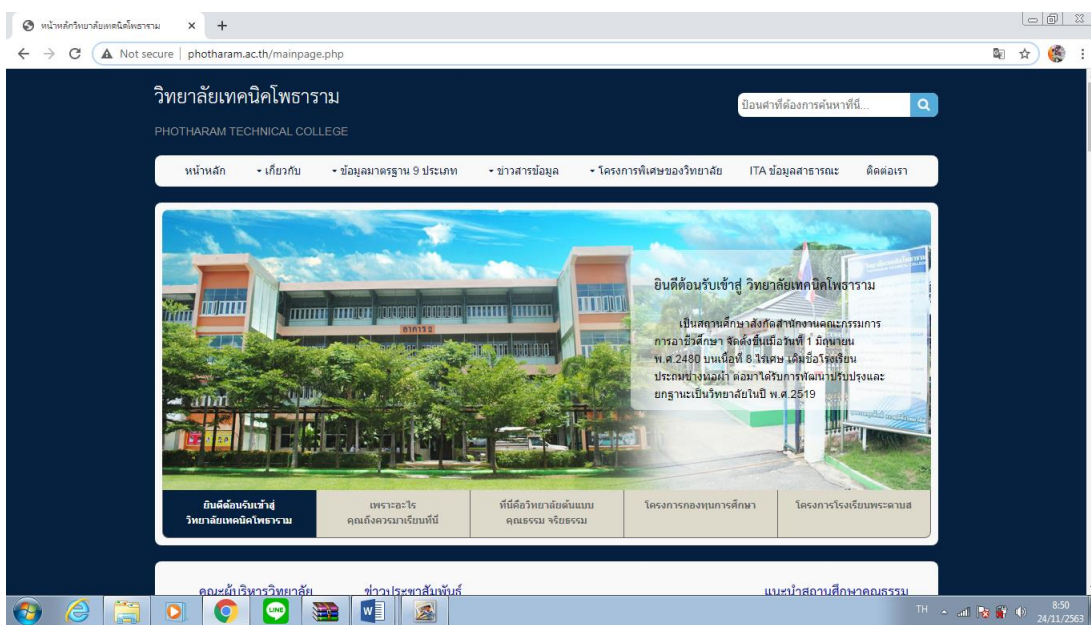 หน้าหลักวิทยาลัยเทคนิคโพธาราม
Not secure | photharam.ac.th/mainpage.php
วิทยาลัยเทคนิคโพธาราม
PHOTHARAM TECHNICAL COLLEGE
ป้อนคำที่ต้องการค้นหาที่นี่...
หน้าหลัก เกี่ยวกับ ข้อมูลมาตรฐาน 9 ประเภท ข่าวสารข้อมูล โครงการพิเศษของวิทยาลัย ITA ข้อมูลสาธารณะ ติดต่อเรา
อาคาร ๒
ยินดีต้อนรับเข้าสู่ วิทยาลัยเทคนิคโพธาราม
เป็นสถานศึกษาสังกัดสำนักงานคณะกรรมการ
การอาชีวศึกษา จัดตั้งขึ้นเมื่อวันที่ 1 มิถุนายน
พ.ศ.2480 บนเนื้อที่ 8 ไร่เศษ เดิมชื่อโรงเรียน
ประถมช่างทอผ้า ต่อมาได้รับการพัฒนาปรับปรุงและ
ยกฐานะเป็นวิทยาลัยในปี พ.ศ.2519
ยินดีต้อนรับเข้าสู่
วิทยาลัยเทคนิคโพธาราม
เพราะอะไร
คุณถึงควรมาเรียนที่นี่
ที่นี่คือวิทยาลัยต้นแบบ
คุณธรรม จริยธรรม
โครงการกองทุนการศึกษา
โครงการโรงเรียนพระดาบส
คณะผู้บริหารวิทยาลัย ข่าวประชาสัมพันธ์ แนะนำสถานศึกษาคุณธรรม
LINE
TH
8:50
24/11/2563